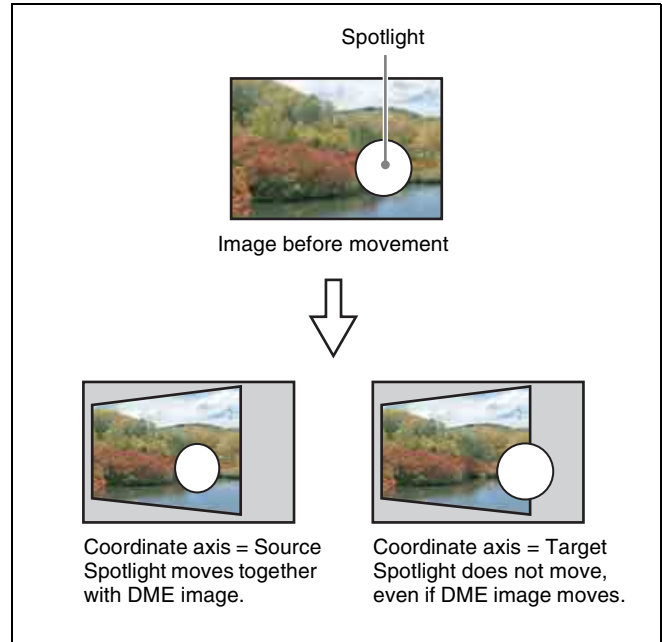 Spotlight
Image before movement
Coordinate axis = Source
Spotlight moves together
with DME image.
Coordinate axis = Target
Spotlight does not move,
even if DME image moves.